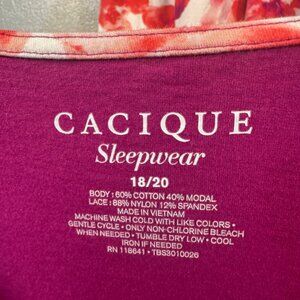 CACIQUE
Sleepwear
18/20
BODY: 60% COTTON 40% MODAL
LACE: 88% NYLON 12% SPANDEX
MADE IN VIETNAM
MACHINE WASH COLD WITH LIKE COLORS •
GENTLE CYCLE • ONLY NON-CHLORINE BLEACH
WHEN NEEDED • TUMBLE DRY LOW • COOL
IRON IF NEEDED
RN 118641 • TBS3010026